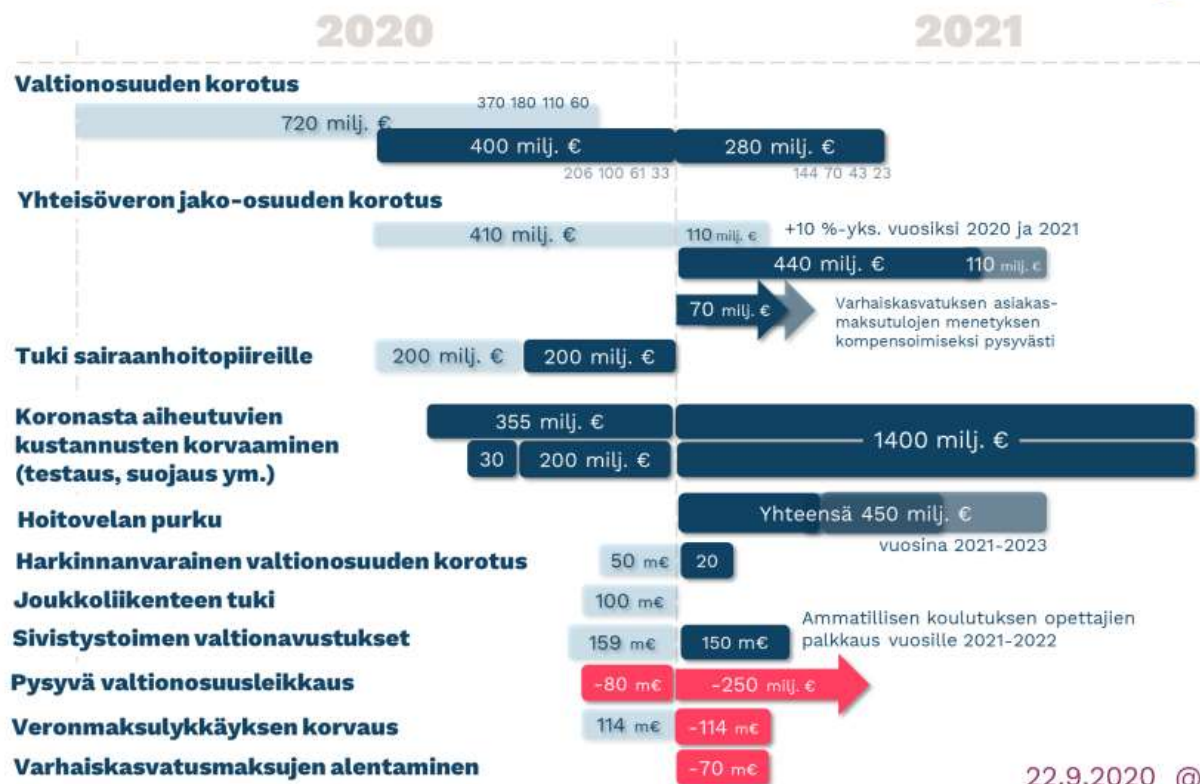 2020
2021
Valtionosuuden korotus
370 180 110 60
720 milj. €
400 milj. €
280 milj. €
206 100 61 33
144 70 43 23
Yhteisöveron jako-osuuden korotus
410 milj. €
110 milj. €
+10 %-yks. vuosiksi 2020 ja 2021
440 milj. €
110 milj. €
70 milj. €
Varhaiskasvatuksen asiakas-
maksutulojen menetyksen
kompensoimiseksi pysyvästi
Tuki sairaanhoitopiireille
200 milj. €
200 milj. €
Koronasta aiheutuvien
kustannusten korvaaminen
(testaus, suojaus ym.)
355 milj. €
1400 milj. €
30
200 milj. €
Hoitovelan purku
Yhteensä 450 milj. €
vuosina 2021-2023
Harkinnanvarainen valtionosuuden korotus
50 m€
20
Joukkoliikenteen tuki
100 m€
Sivistystoimen valtionavustukset
159 m€
150 m€
Ammatillisen koulutuksen opettajien
palkkaus vuosille 2021-2022
Pysyvä valtionosuusleikkaus
-80 m€
-250 milj. €
Veronmaksulykkäyksen korvaus
114 m€
-114 m€
Varhaiskasvatusmaksujen alentaminen
-70 m€
22.9.2020 @